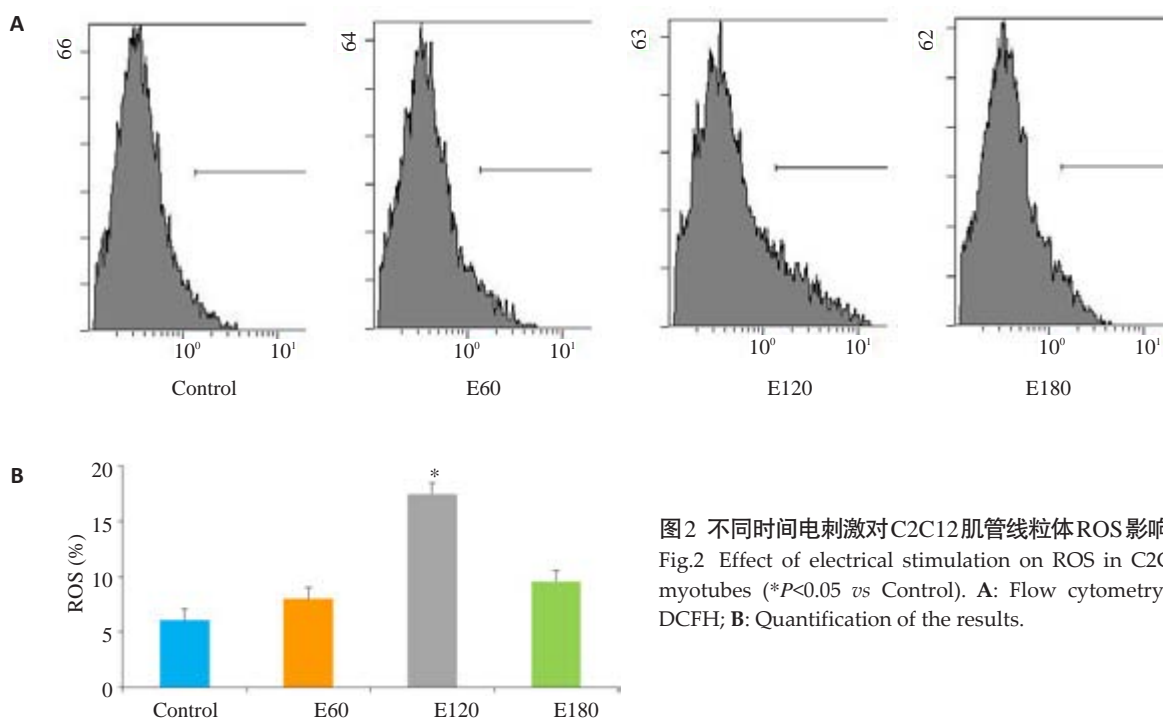 A
66
10⁰ 10¹
Control
64
10⁰ 10¹
E60
63
10⁰ 10¹
E120
62
10⁰ 10¹
E180
B
ROS (%)
20
15
10
5
0
*
Control E60 E120 E180
图2 不同时间电刺激对C2C12肌管线粒体ROS影响
Fig.2 Effect of electrical stimulation on ROS in C2C
myotubes (*P<0.05 vs Control). A: Flow cytometry
DCFH; B: Quantification of the results.